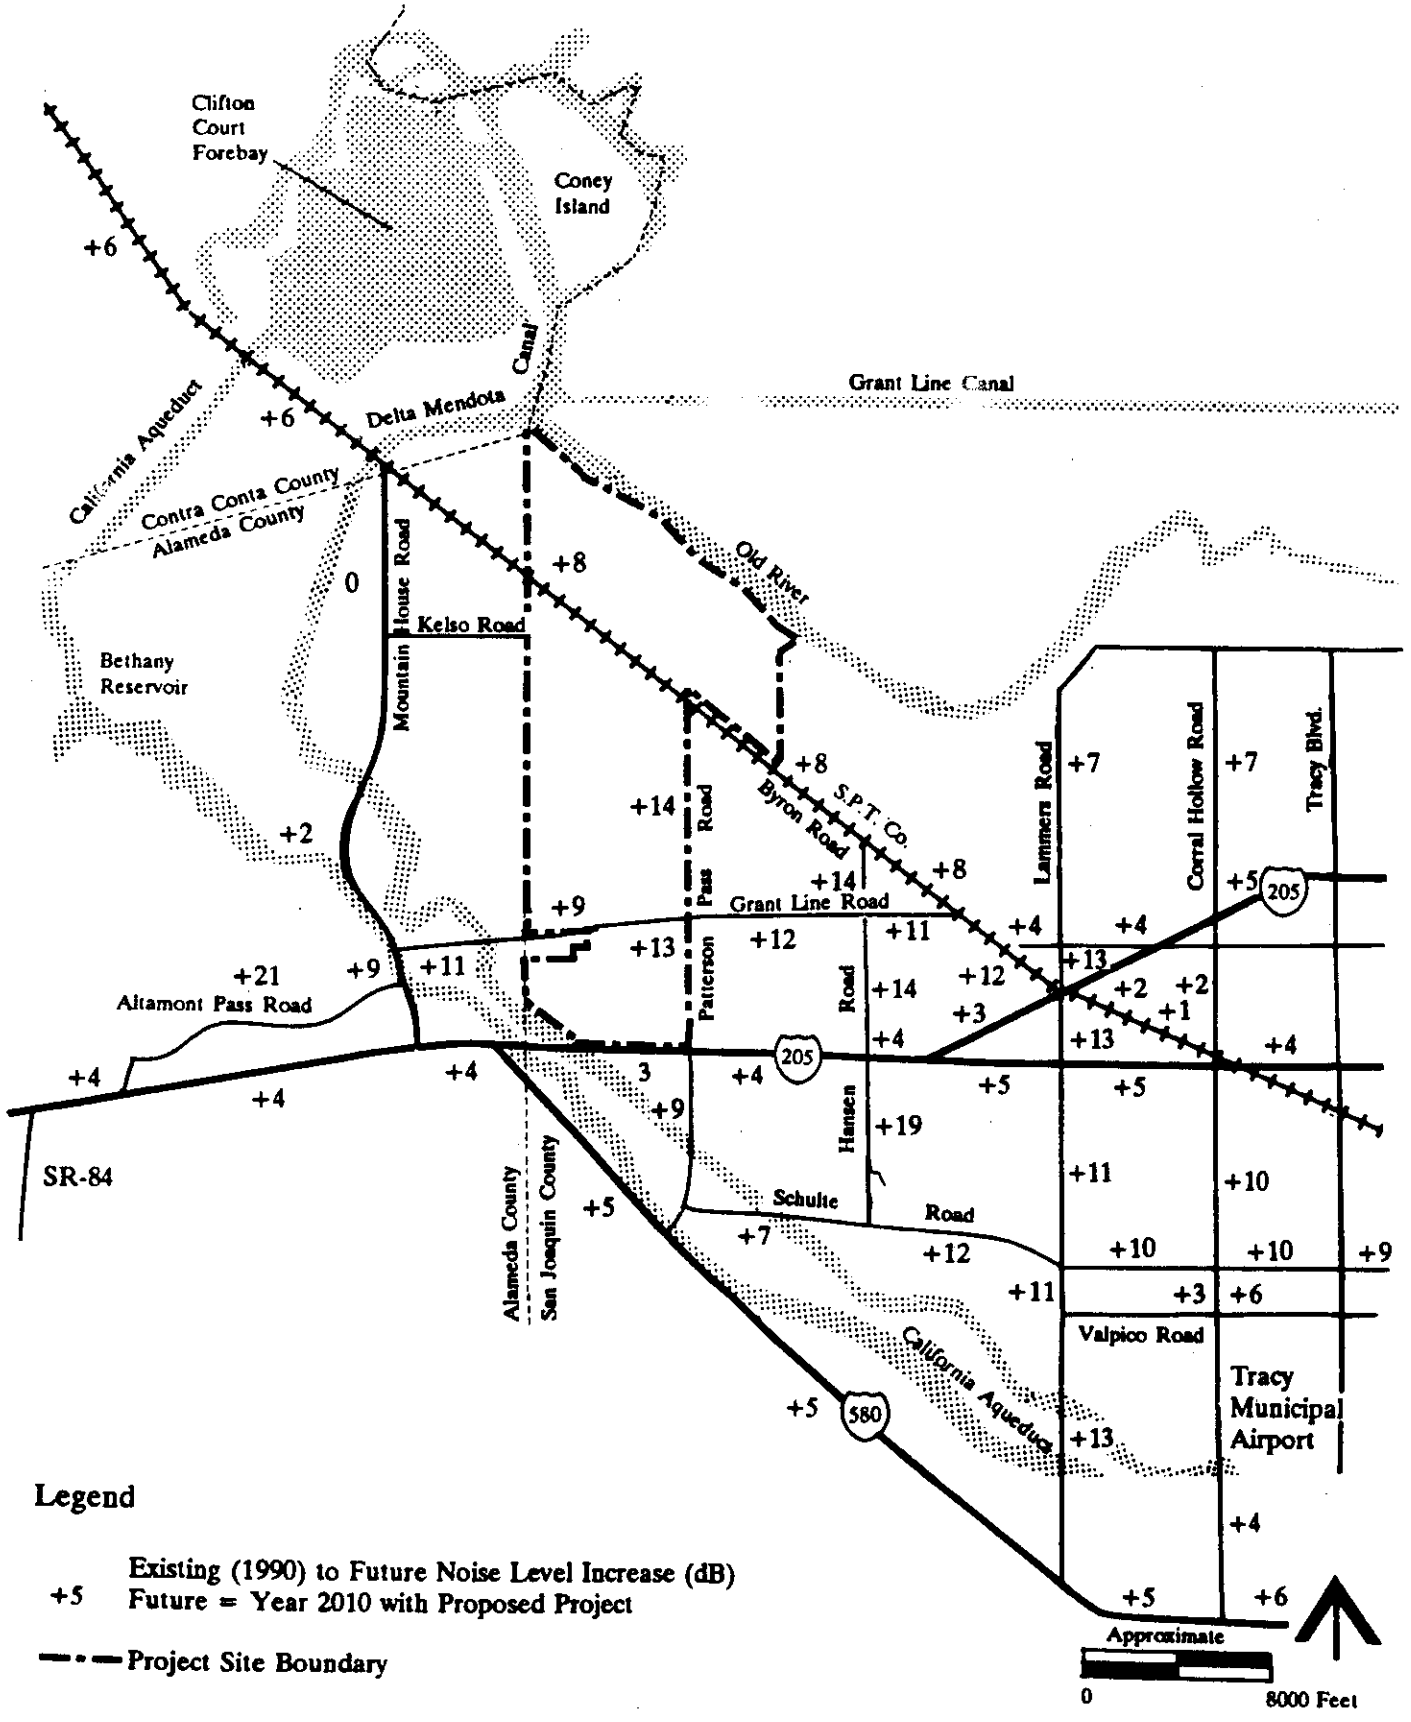 Clifton
Court
Forebay
Coney
Island
+6
Canal
Grant Line Canal
California Aqueduct
+6
Delta Mendota
Contra Conta County
Alameda County
0
Mountain House Road
+8
Old River
Kelso Road
Bethany
Reservoir
+2
+14
Patterson Pass Road
+8
S.P.T. Co.
Byron Road
+14
+8
Lammers Road
+7
Corral Hollow Road
+7
Tracy Blvd.
+5
205
+9
Grant Line Road
+13
+12
+11
+4
+4
+21
+9
+11
Altamont Pass Road
+14
+12
+13
+2
+2
+1
+3
+4
+13
+4
Hansen Road
205
+4
+4
+4
3
+4
+5
+5
+9
+19
SR-84
+11
+10
Alameda County
San Joaquin County
+5
Schulte Road
+7
+12
+10
+10
+9
+11
+3
+6
Valpico Road
California Aqueduct
Tracy
Municipal
Airport
+5
580
+13
+4
+5
+6
Legend
+5
Existing (1990) to Future Noise Level Increase (dB)
Future = Year 2010 with Proposed Project
Project Site Boundary
Approximate
0
8000 Feet